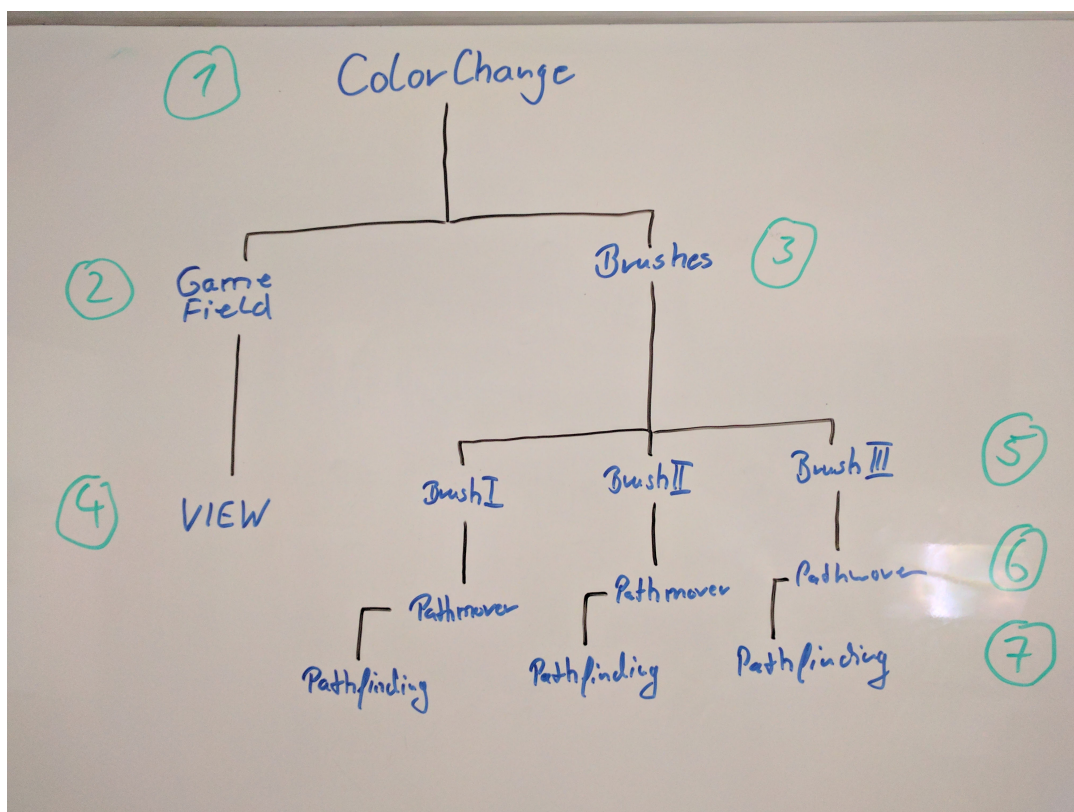 1
ColorChange
2
Game
Field
Brushes
3
4
VIEW
Brush I
Brush II
Brush III
5
Pathmover
Pathmover
Pathmover
6
Pathfinding
Pathfinding
Pathfinding
7